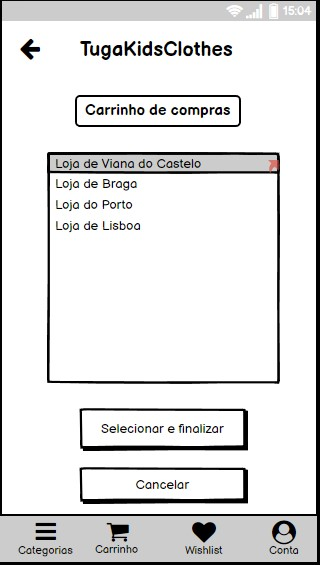 15:04
TugaKidsClothes
Carrinho de compras
Loja de Viana do Castelo
Loja de Braga
Loja do Porto
Loja de Lisboa
Selecionar e finalizar
Cancelar
Categorias
Carrinho
Wishlist
Conta